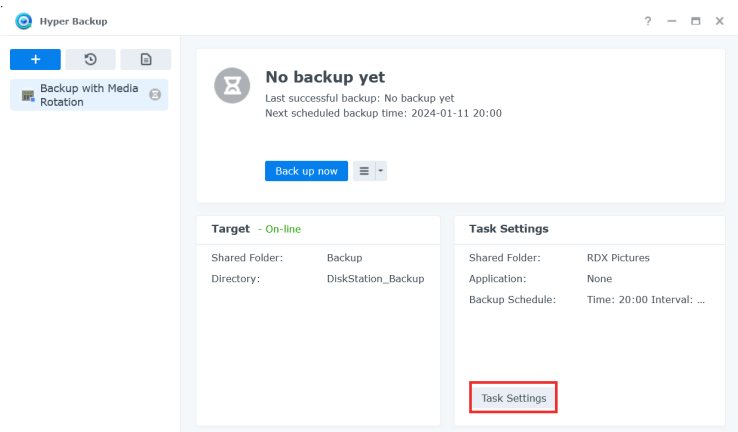 Hyper Backup
?
+
Backup with Media
Rotation
No backup yet
Last successful backup: No backup yet
Next scheduled backup time: 2024-01-11 20:00
Back up now
Target - On-line
Shared Folder: Backup
Directory: DiskStation_Backup
Task Settings
Shared Folder: RDX Pictures
Application: None
Backup Schedule: Time: 20:00 Interval: ...
Task Settings